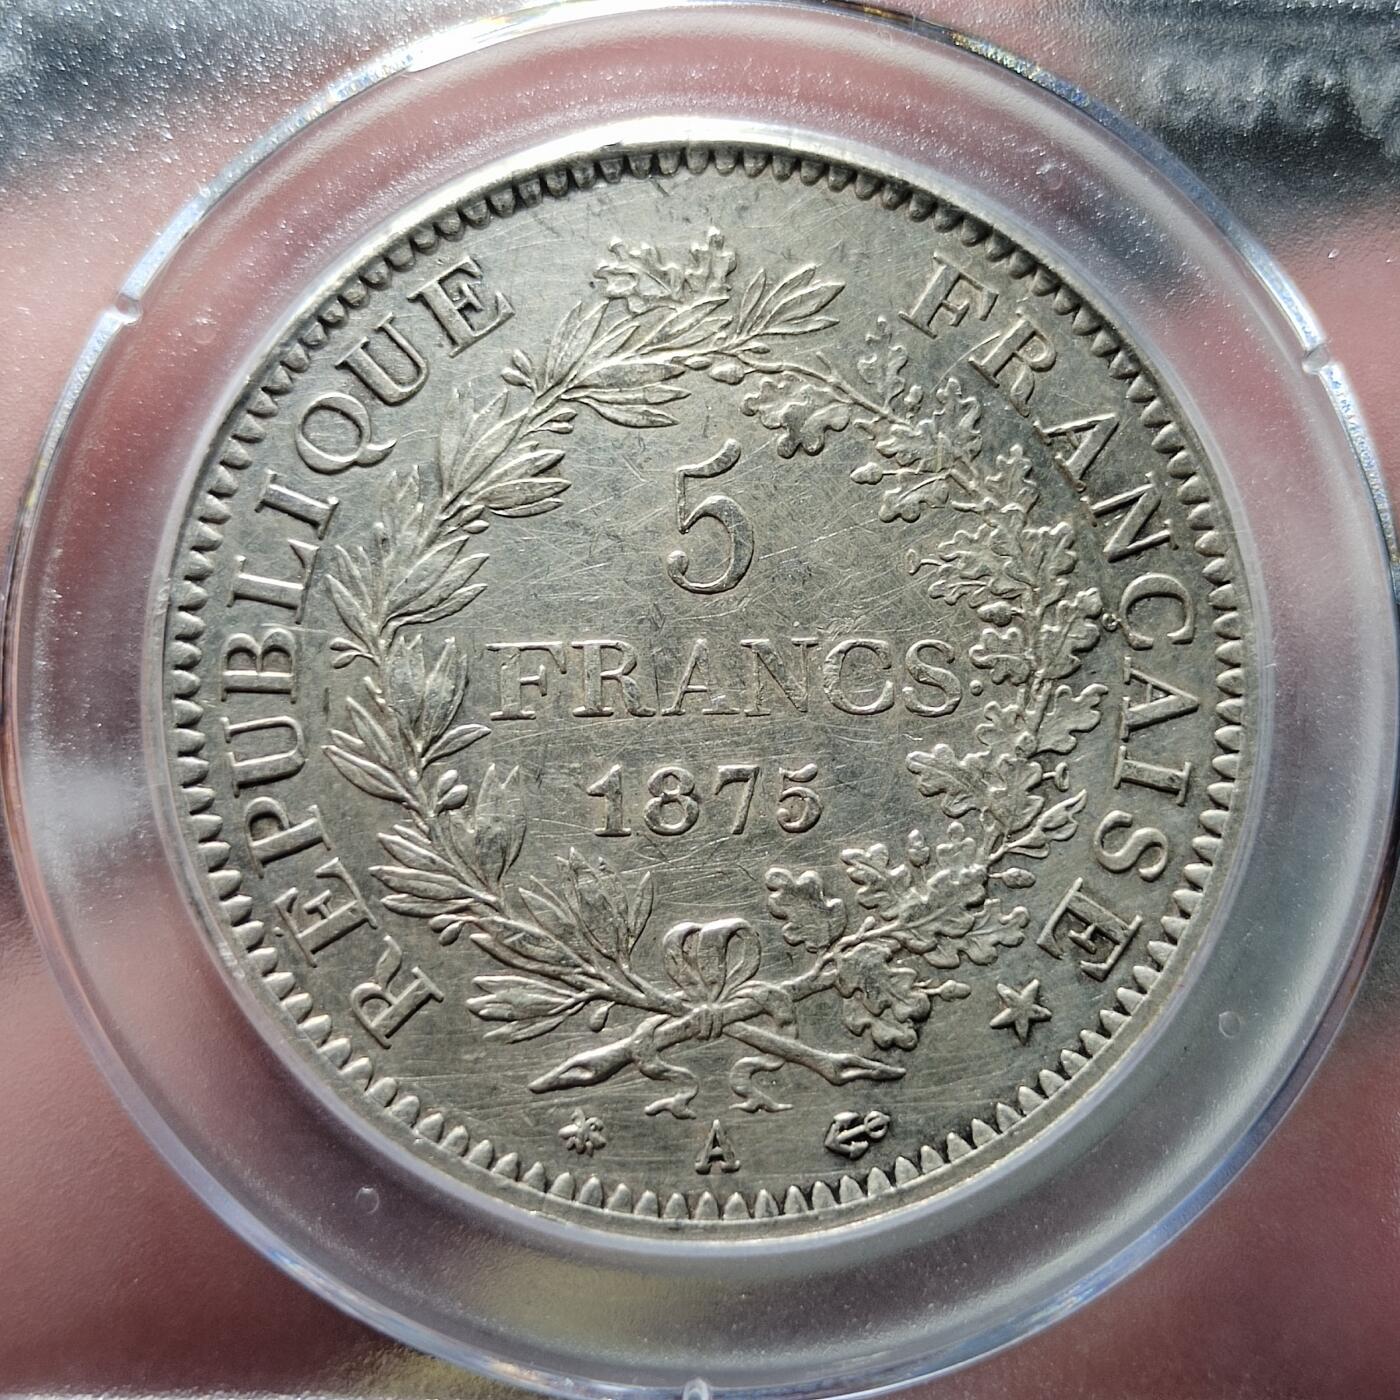 RÉPUBLIQUE FRANÇAISE
5
FRANCS.
1875
A